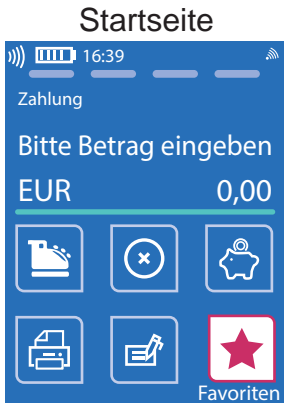 Startseite
16:39
Zahlung
Bitte Betrag eingeben
EUR 0,00
Favoriten